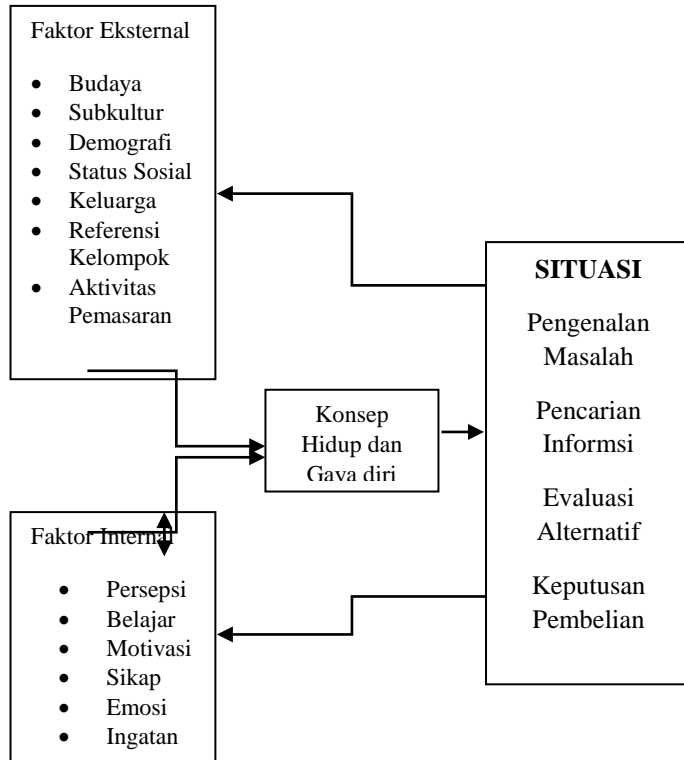 Faktor Eksternal
• Budaya
• Subkultur
• Demografi
• Status Sosial
• Keluarga
• Referensi
Kelompok
• Aktivitas
Pemasaran
Konsep
Hidup dan
Gaya diri
SITUASI
Pengenalan
Masalah
Pencarian
Informsi
Evaluasi
Alternatif
Keputusan
Pembelian
Faktor Internal
• Persepsi
• Belajar
• Motivasi
• Sikap
• Emosi
• Ingatan